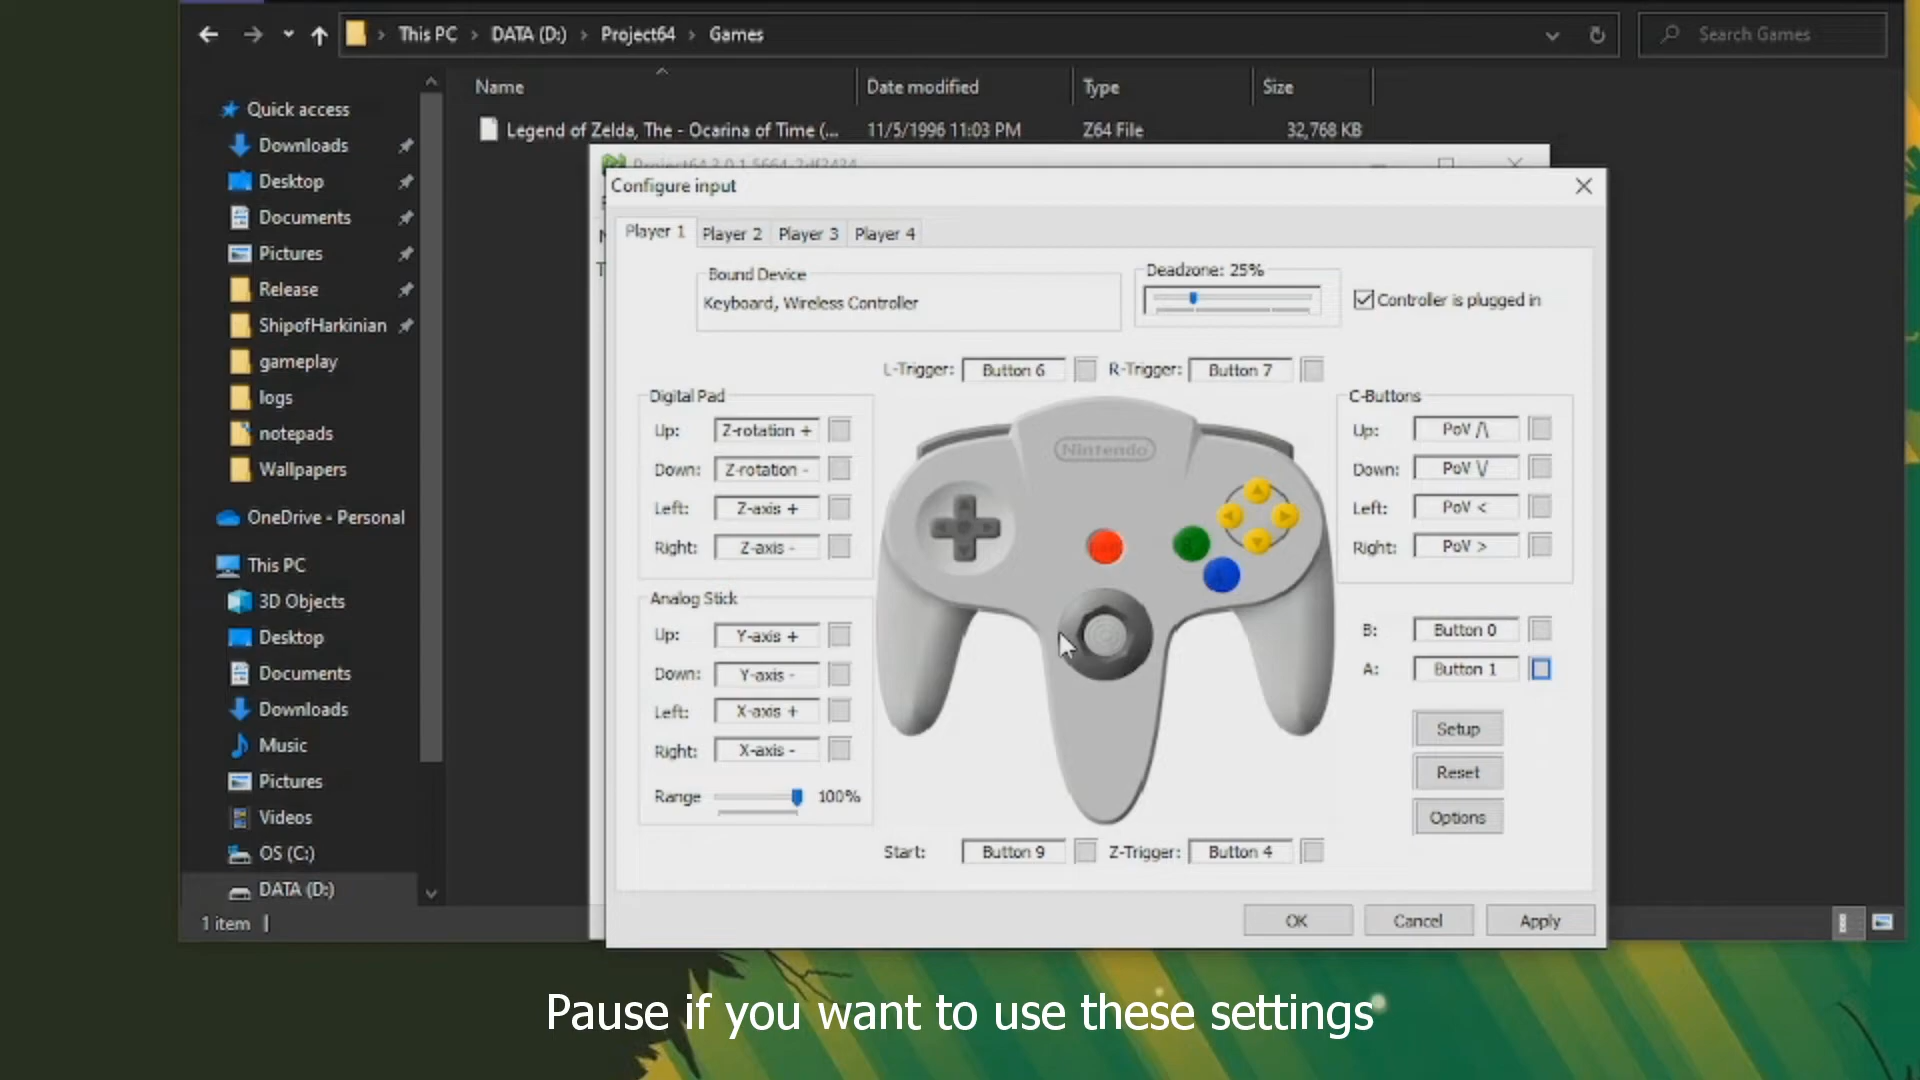 This PC > DATA (D:) > Project64 > Games
Search Games
Name Date modified Type Size
Legend of Zelda, The - Ocarina of Time (... 11/5/1996 11:03 PM Z64 File 32,768 KB
Quick access
Downloads
Desktop
Documents
Pictures
Release
ShipofHarkinian
gameplay
logs
notepads
Wallpapers
OneDrive - Personal
This PC
3D Objects
Desktop
Documents
Downloads
Music
Pictures
Videos
OS (C:)
DATA (D:)
1 item
Configure input
Player 1 Player 2 Player 3 Player 4
Bound Device
Keyboard, Wireless Controller
Deadzone: 25%
Controller is plugged in
L-Trigger: Button 6 R-Trigger: Button 7
Digital Pad
Up: Z-rotation +
Down: Z-rotation -
Left: Z-axis +
Right: Z-axis -
Analog Stick
Up: Y-axis +
Down: Y-axis -
Left: X-axis +
Right: X-axis -
Range 100%
Nintendo
C-Buttons
Up: PoV /\
Down: PoV \/
Left: PoV <
Right: PoV >
B: Button 0
A: Button 1
Setup
Reset
Options
Start: Button 9 Z-Trigger: Button 4
OK Cancel Apply
Pause if you want to use these settings